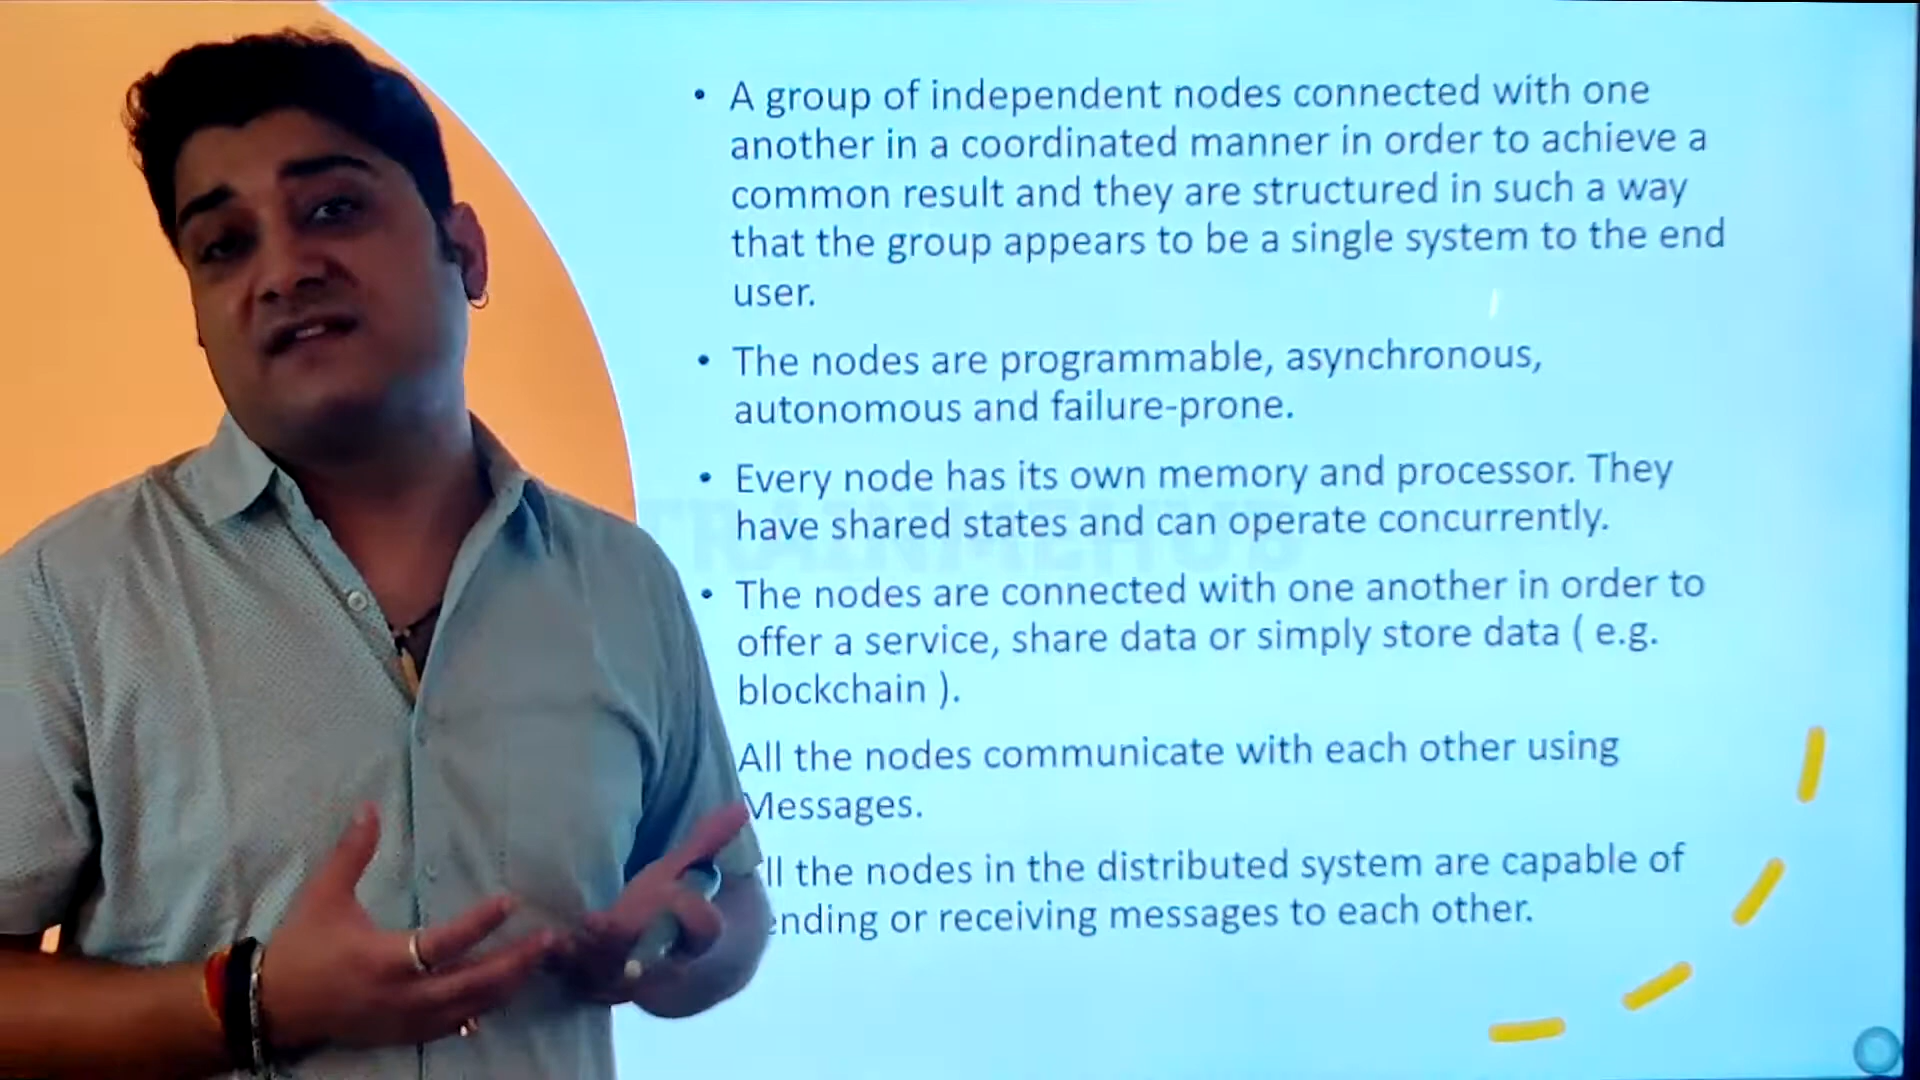 • A group of independent nodes connected with one
another in a coordinated manner in order to achieve a
common result and they are structured in such a way
that the group appears to be a single system to the end
user.
• The nodes are programmable, asynchronous,
autonomous and failure-prone.
• Every node has its own memory and processor. They
have shared states and can operate concurrently.
TRAINMEHUB
• The nodes are connected with one another in order to
offer a service, share data or simply store data ( e.g.
blockchain ).
All the nodes communicate with each other using
Messages.
ll the nodes in the distributed system are capable of
ending or receiving messages to each other.